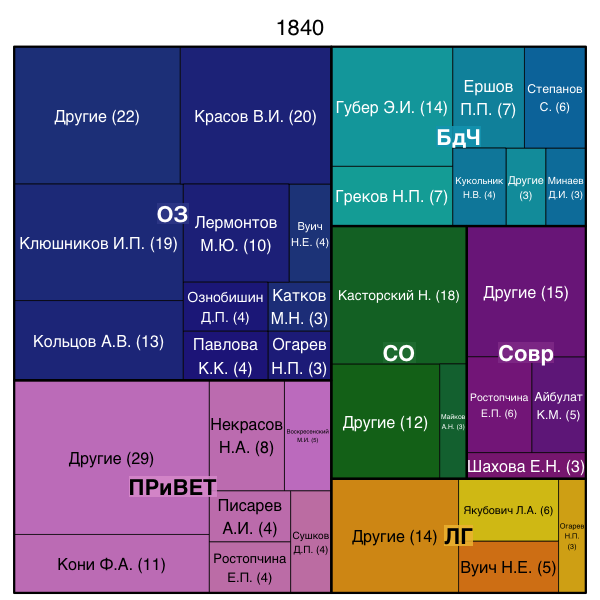 1840
Другие (22)
Красов В.И. (20)
ОЗ
Клюшников И.П. (19)
Лермонтов
М.Ю. (10)
Вуич
Н.Е. (4)
Кольцов А.В. (13)
Ознобишин
Д.П. (4)
Катков
М.Н. (3)
Павлова
К.К. (4)
Огарев
Н.П. (3)
Губер Э.И. (14)
Ершов
П.П. (7)
Степанов
С. (6)
БдЧ
Греков Н.П. (7)
Кукольник
Н.В. (4)
Другие
(3)
Минаев
Д.И. (3)
Касторский Н. (18)
СО
Другие (12)
Майков
А.Н. (3)
Другие (15)
Совр
Ростопчина
Е.П. (6)
Айбулат
К.М. (5)
Шахова Е.Н. (3)
Другие (29)
ПРиВЕТ
Некрасов
Н.А. (8)
Воскресенский
М.И. (5)
Кони Ф.А. (11)
Писарев
А.И. (4)
Сушков
Д.П. (4)
Ростопчина
Е.П. (4)
Другие (14)
ЛГ
Якубович Л.А. (6)
Вуич Н.Е. (5)
Огарев
Н.П.
(3)